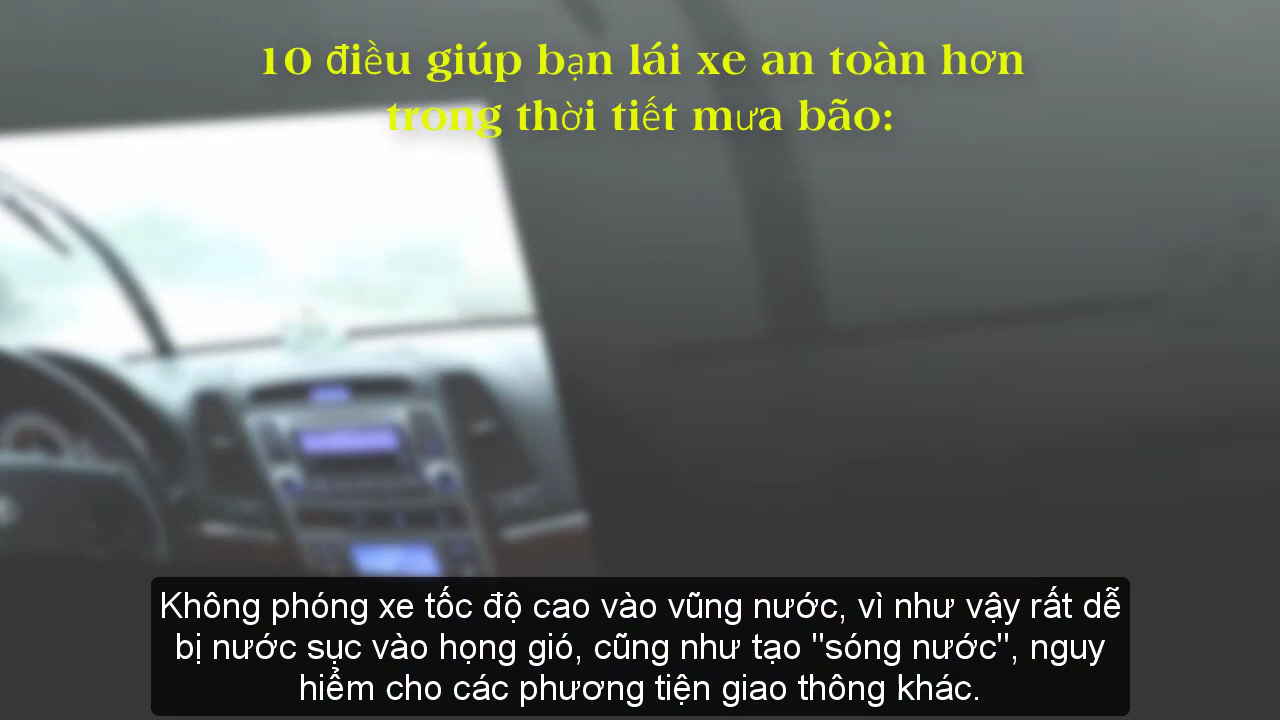 10 điều giúp bạn lái xe an toàn hơn
trong thời tiết mưa bão:
Không phóng xe tốc độ cao vào vũng nước, vì như vậy rất dễ
bị nước sục vào họng gió, cũng như tạo "sóng nước", nguy
hiểm cho các phương tiện giao thông khác.